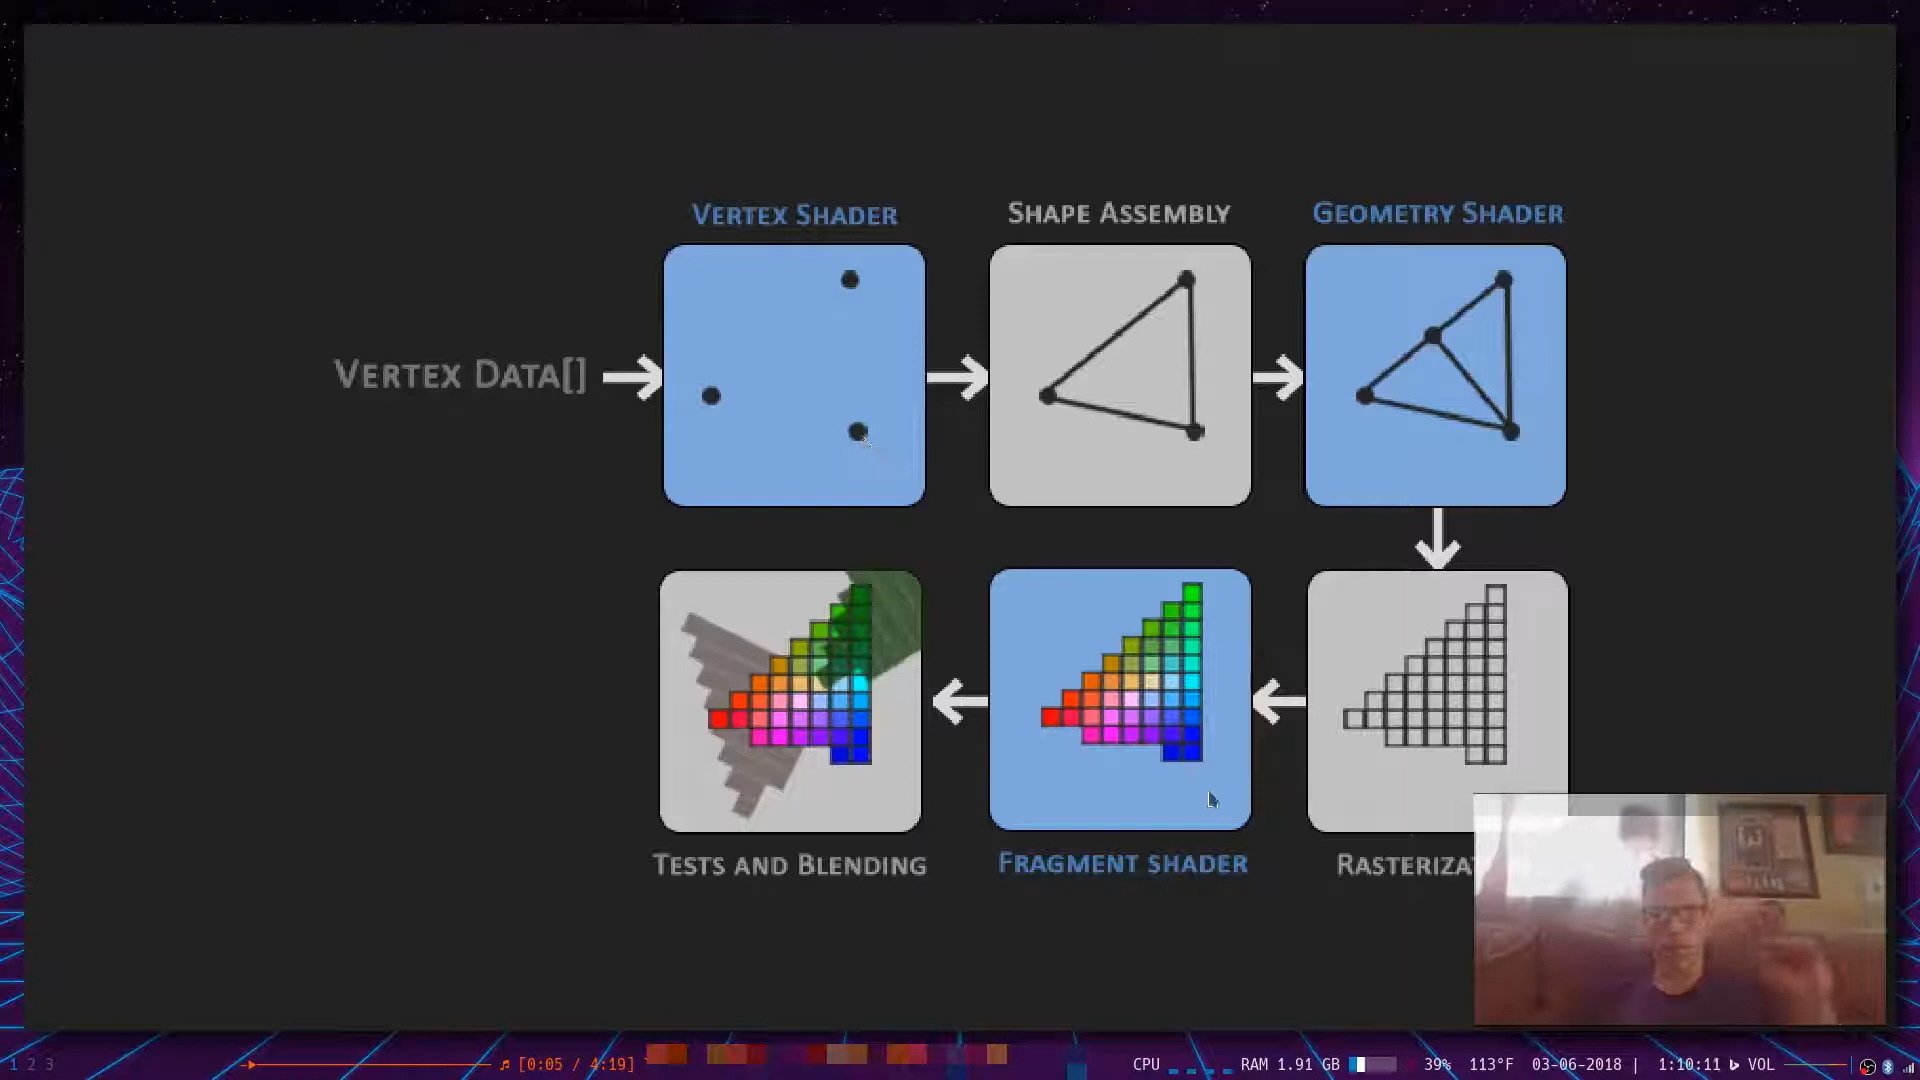 VERTEX SHADER
SHAPE ASSEMBLY
GEOMETRY SHADER
VERTEX DATA[]
TESTS AND BLENDING
FRAGMENT SHADER
RASTERIZAT
1 2 3
[0:05 / 4:19]
CPU
RAM 1.91 GB
39%
113°F
03-06-2018 |
1:10:11
VOL